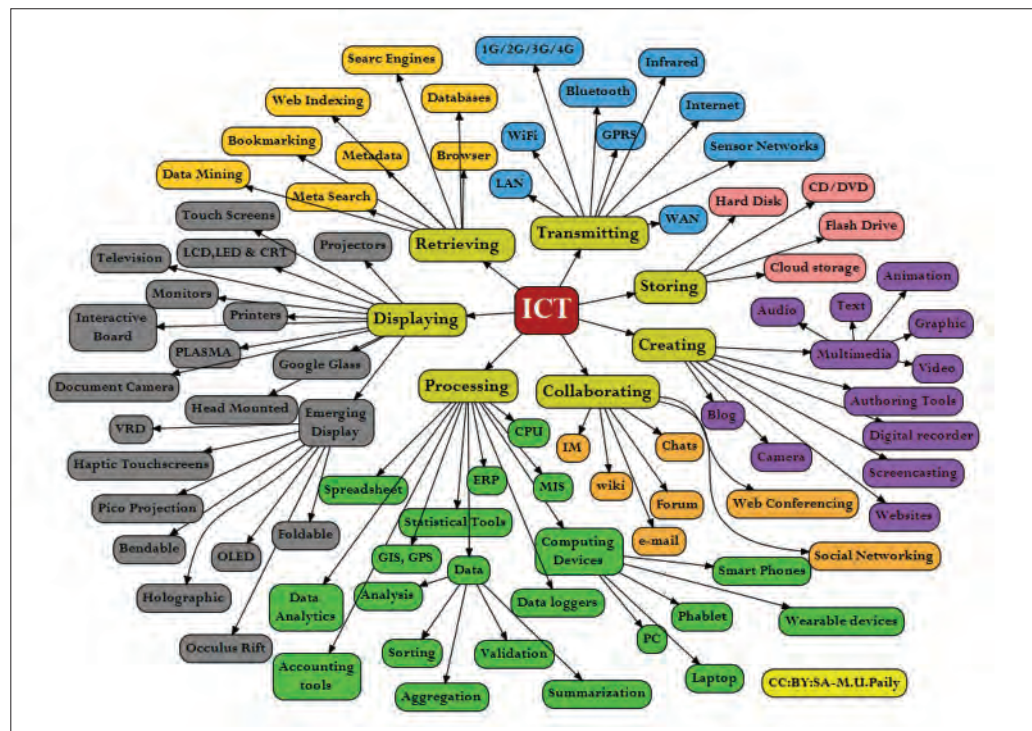 1G/2G/3G/4G
Searc Engines
Infrared
Bluetooth
Databases
Web Indexing
Internet
WiFi
GPRS
Bookmarking
Metadata
Browser
Sensor Networks
Data Mining
LAN
Meta Search
CD/DVD
Hard Disk
Touch Screens
WAN
Flash Drive
Transmitting
Retrieving
Projectors
LCD,LED & CRT
Television
Cloud storage
Animation
Storing
Monitors
Text
Audio
ICT
Interactive
Board
Printers
Displaying
Graphic
Creating
PLASMA
Multimedia
Google Glass
Video
Document Camera
Processing
Collaborating
Authoring Tools
Head Mounted
Emerging
Display
Blog
VRD
CPU
Digital recorder
IM
Chats
Camera
Haptic Touchscreens
Screencasting
Spreadsheet
ERP
MIS
wiki
Forum
Web Conferencing
Pico Projection
Websites
Statistical Tools
Foldable
e-mail
Bendable
OLED
GIS, GPS
Computing
Devices
Social Networking
Data
Smart Phones
Holographic
Data
Analytics
Analysis
Data loggers
Phablet
Wearable devices
PC
Occulus Rift
Sorting
Validation
Accounting
tools
Laptop
CC:BY:SA-M.U.Paily
Aggregation
Summarization